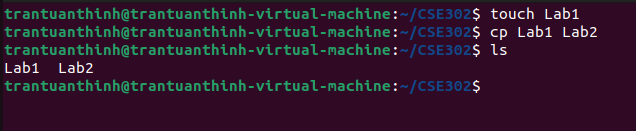 trantuanthinh@trantuanthinh-virtual-machine:~/CSE302$ touch Lab1
trantuanthinh@trantuanthinh-virtual-machine:~/CSE302$ cp Lab1 Lab2
trantuanthinh@trantuanthinh-virtual-machine:~/CSE302$ ls
Lab1  Lab2
trantuanthinh@trantuanthinh-virtual-machine:~/CSE302$